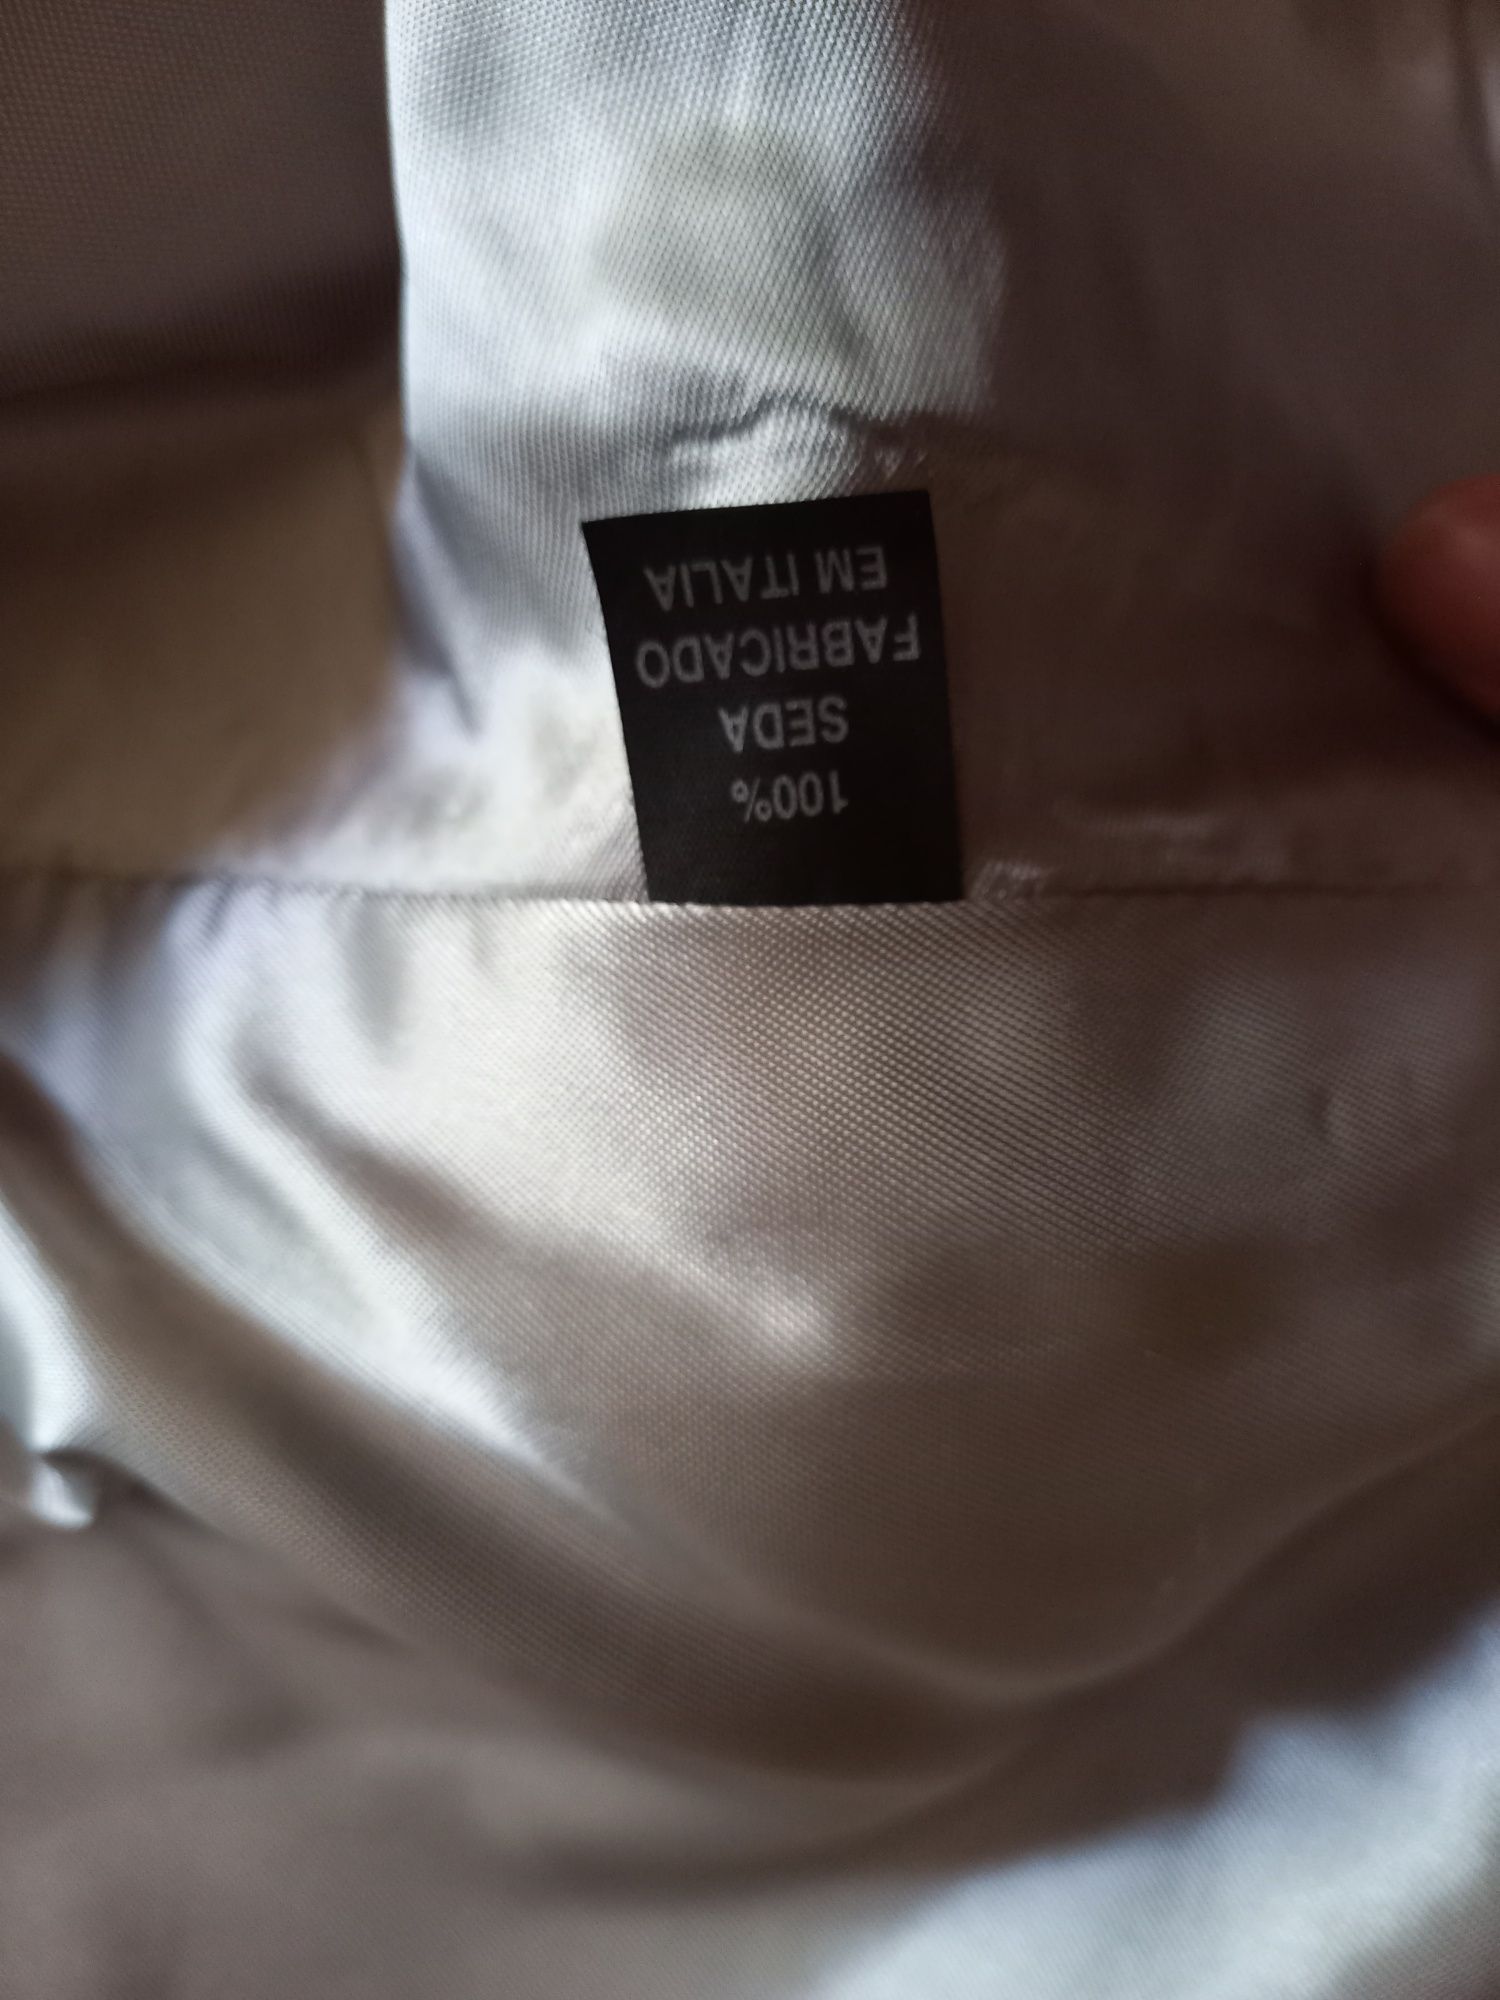 100%
SEDA
FABRICADO
EM ITALIA